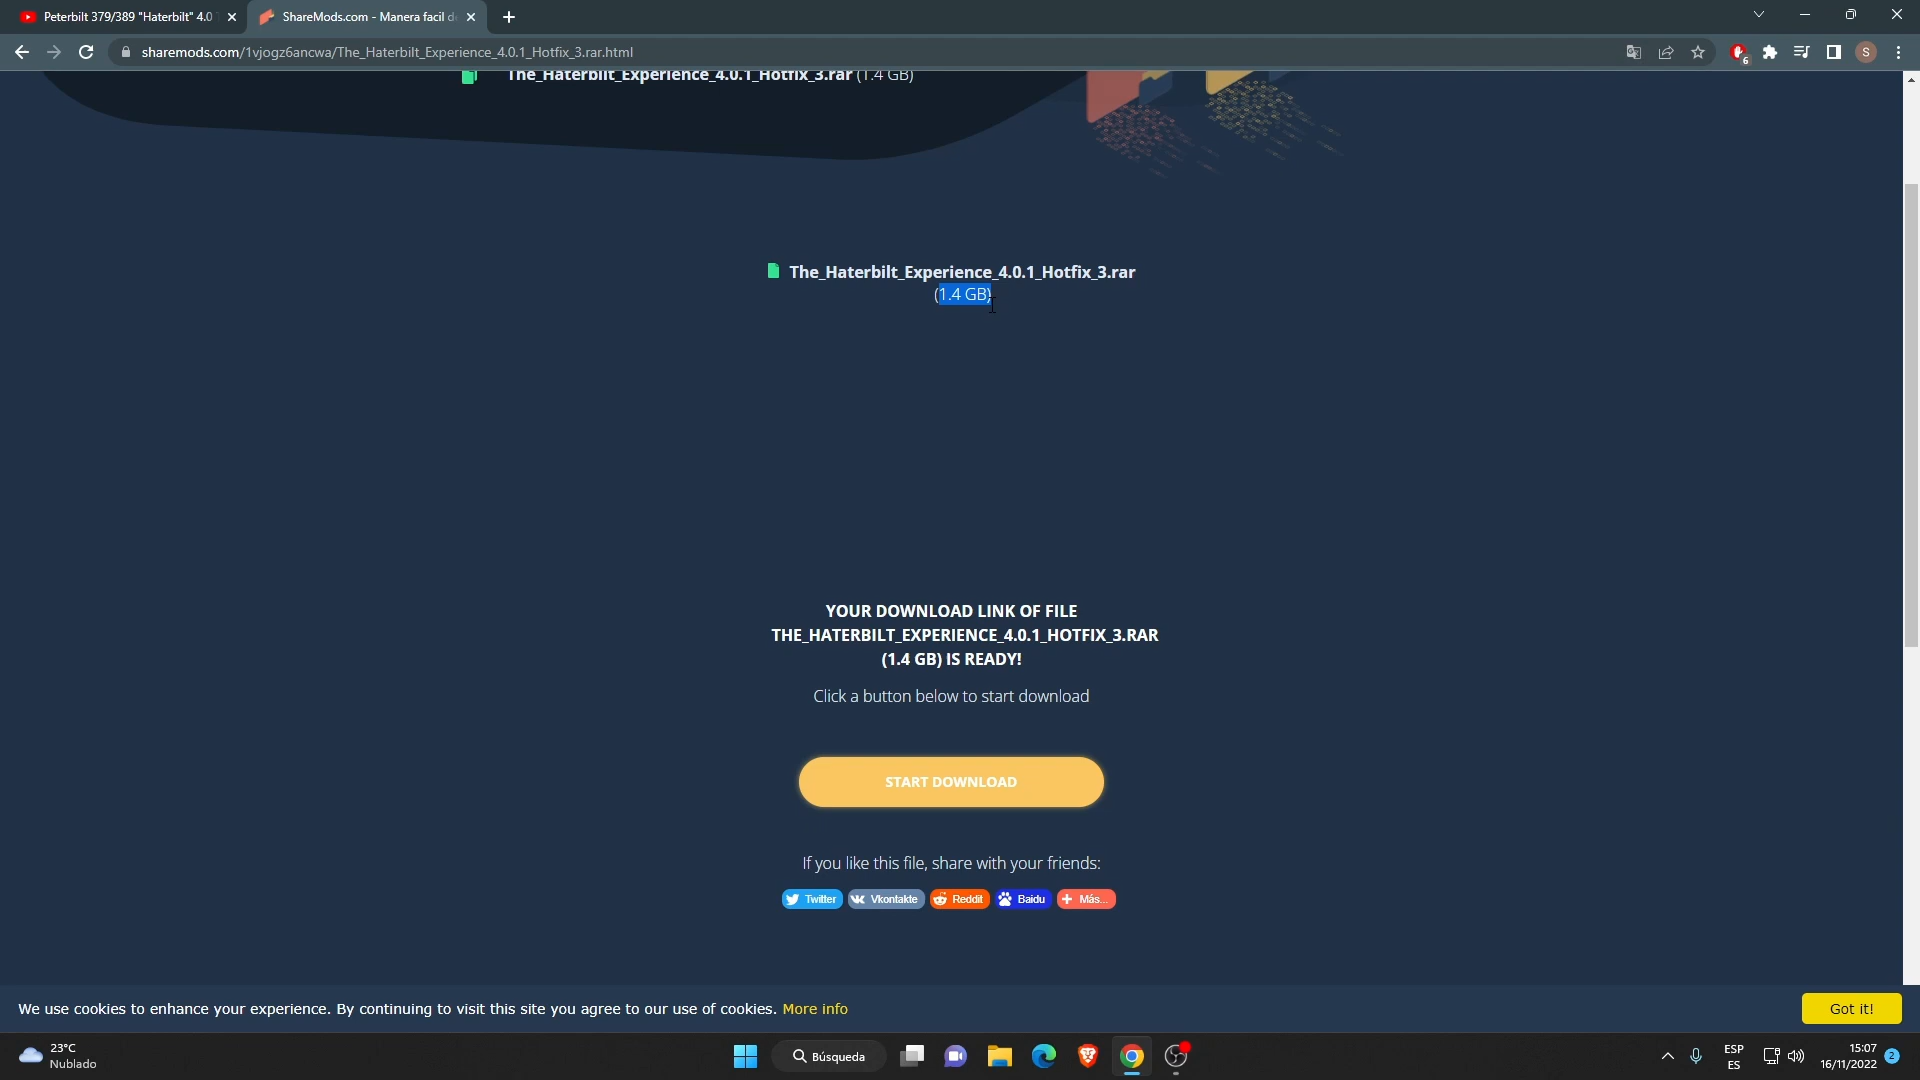 Peterbilt 379/389 "Haterbilt" 4.0
ShareMods.com - Manera facil d
sharemods.com/1vjogz6ancwa/The_Haterbilt_Experience_4.0.1_Hotfix_3.rar.html
6
S
The_Haterbilt_Experience_4.0.1_Hotfix_3.rar (1.4 GB)
The_Haterbilt_Experience_4.0.1_Hotfix_3.rar
(1.4 GB)
YOUR DOWNLOAD LINK OF FILE
THE_HATERBILT_EXPERIENCE_4.0.1_HOTFIX_3.RAR
(1.4 GB) IS READY!
Click a button below to start download
START DOWNLOAD
If you like this file, share with your friends:
Twitter Vkontakte Reddit Baidu Más...
We use cookies to enhance your experience. By continuing to visit this site you agree to our use of cookies. More info
Got it!
23°C
Nublado
Búsqueda
ESP
ES
15:07
16/11/2022
2